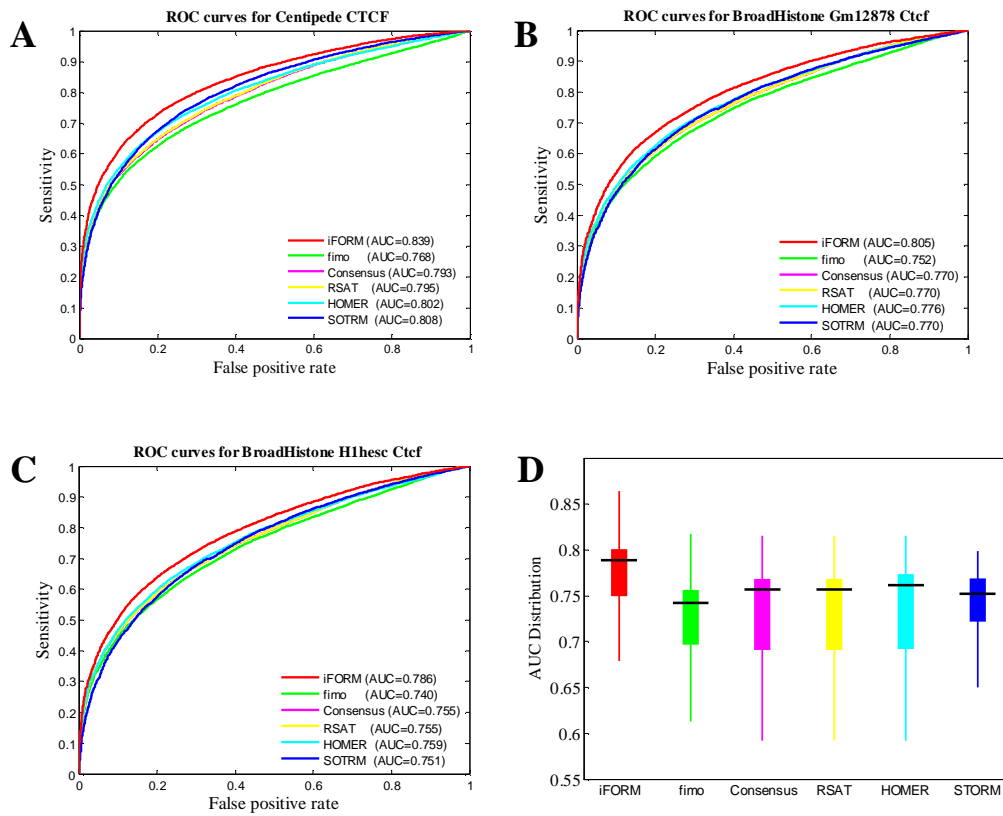 A
ROC curves for Centipede CTCF
1
0.9
0.8
0.7
0.6
0.5
0.4
0.3
0.2
0.1
0
Sensitivity
iFORM (AUC=0.839)
fimo (AUC=0.768)
Consensus (AUC=0.793)
RSAT (AUC=0.795)
HOMER (AUC=0.802)
SOTRM (AUC=0.808)
0 0.2 0.4 0.6 0.8 1
False positive rate
B
ROC curves for BroadHistone Gm12878 Ctcf
1
0.9
0.8
0.7
0.6
0.5
0.4
0.3
0.2
0.1
0
Sensitivity
iFORM (AUC=0.805)
fimo (AUC=0.752)
Consensus (AUC=0.770)
RSAT (AUC=0.770)
HOMER (AUC=0.776)
SOTRM (AUC=0.770)
0 0.2 0.4 0.6 0.8 1
False positive rate
C
ROC curves for BroadHistone H1hesc Ctcf
1
0.9
0.8
0.7
0.6
0.5
0.4
0.3
0.2
0.1
0
Sensitivity
iFORM (AUC=0.786)
fimo (AUC=0.740)
Consensus (AUC=0.755)
RSAT (AUC=0.755)
HOMER (AUC=0.759)
SOTRM (AUC=0.751)
0 0.2 0.4 0.6 0.8 1
False positive rate
D
0.85
0.8
0.75
0.7
0.65
0.55
AUC Distribution
iFORM fimo Consensus RSAT HOMER STORM